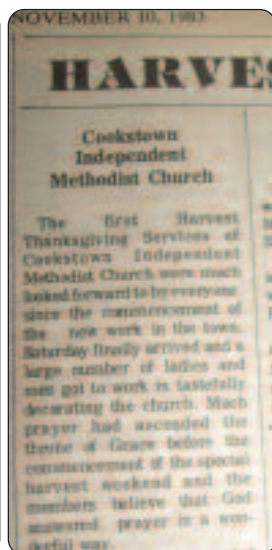 NOVEMBER 10, 1983
HARVES
Cookstown
Independent
Methodist Church
The first Harvest
Thanksgiving Services of
Cookstown Independent
Methodist Church were much
looked forward to by everyone
since the commencement of
the new work in the town.
Saturday finally arrived and a
large number of ladies and
men got to work in tastefully
decorating the church. Much
prayer had ascended the
throne of Grace before the
commencement of the special
harvest weekend and the
members believe that God
answered prayer in a won-
derful way.